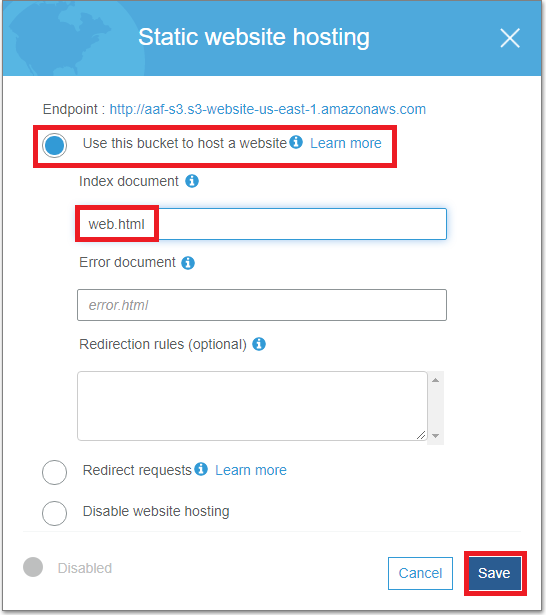 Static website hosting
Endpoint : http://aaf-s3.s3-website-us-east-1.amazonaws.com
Use this bucket to host a website Learn more
Index document
web.html
Error document
error.html
Redirection rules (optional)
Redirect requests Learn more
Disable website hosting
Disabled
Cancel
Save